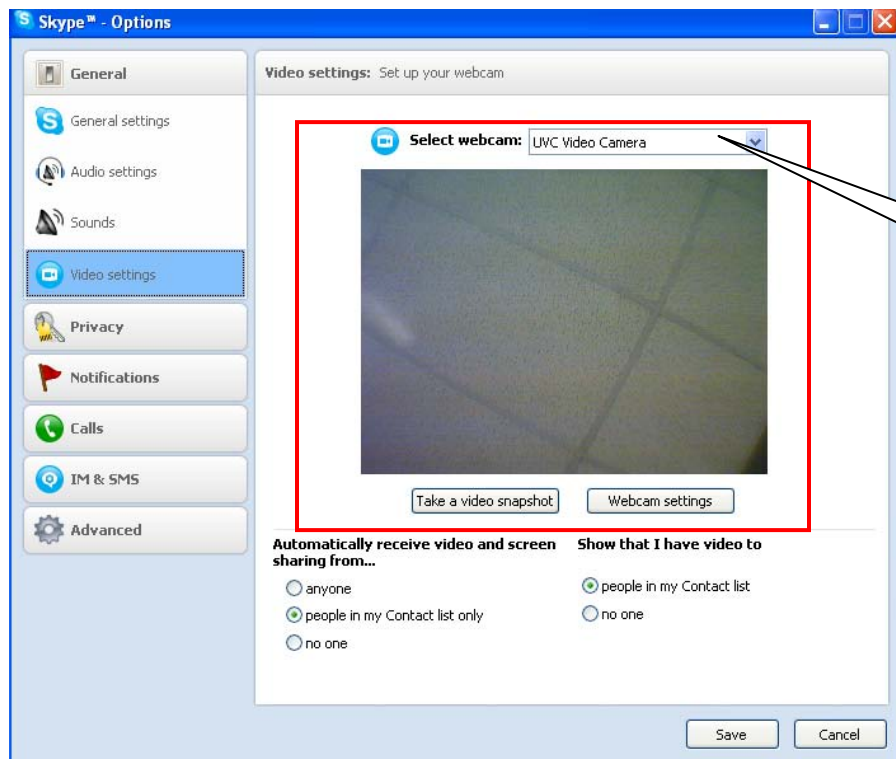 Skype™ - Options
General
General settings
Audio settings
Sounds
Video settings
Privacy
Notifications
Calls
IM & SMS
Advanced
Video settings: Set up your webcam
Select webcam: UVC Video Camera
Take a video snapshot
Webcam settings
Automatically receive video and screen
sharing from...
anyone
people in my Contact list only
no one
Show that I have video to
people in my Contact list
no one
Save
Cancel